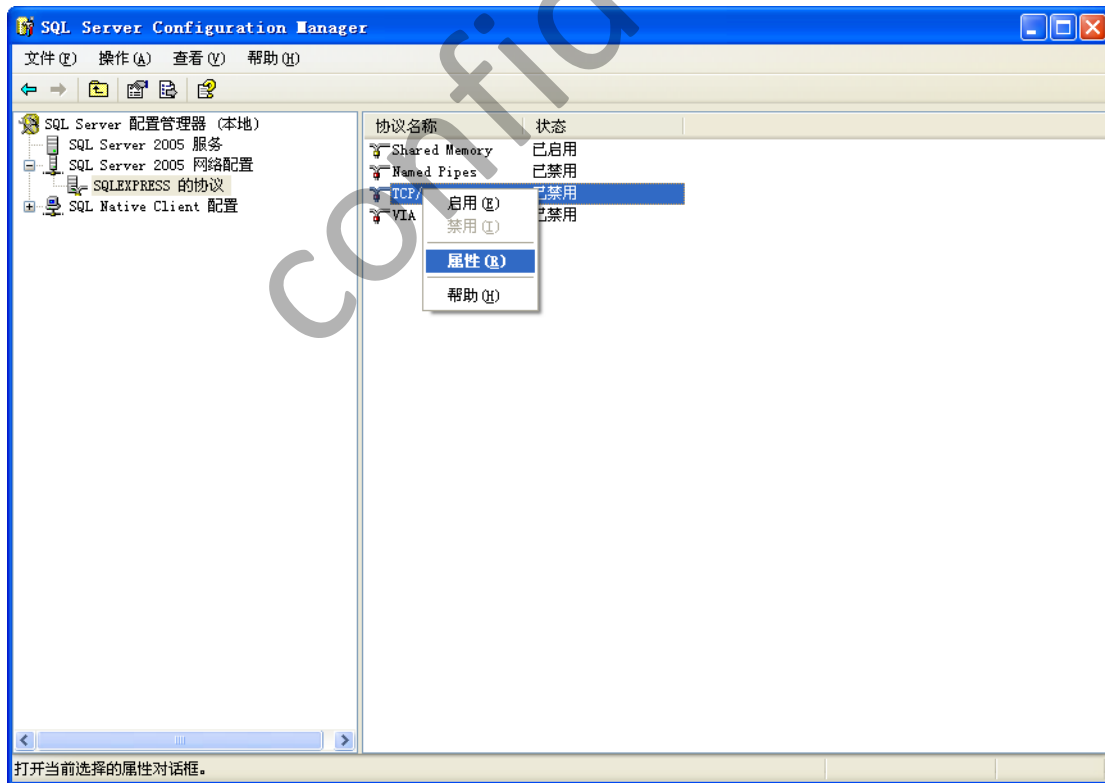 SQL Server Configuration Manager
文件(F) 操作(A) 查看(V) 帮助(H)
SQL Server 配置管理器 (本地)
SQL Server 2005 服务
SQL Server 2005 网络配置
SQLEXPRESS 的协议
SQL Native Client 配置
协议名称 状态
Shared Memory 已启用
Named Pipes 已禁用
TCP/ 已禁用
VIA 已禁用
启用(E)
禁用(I)
属性(R)
帮助(H)
打开当前选择的属性对话框。
confid